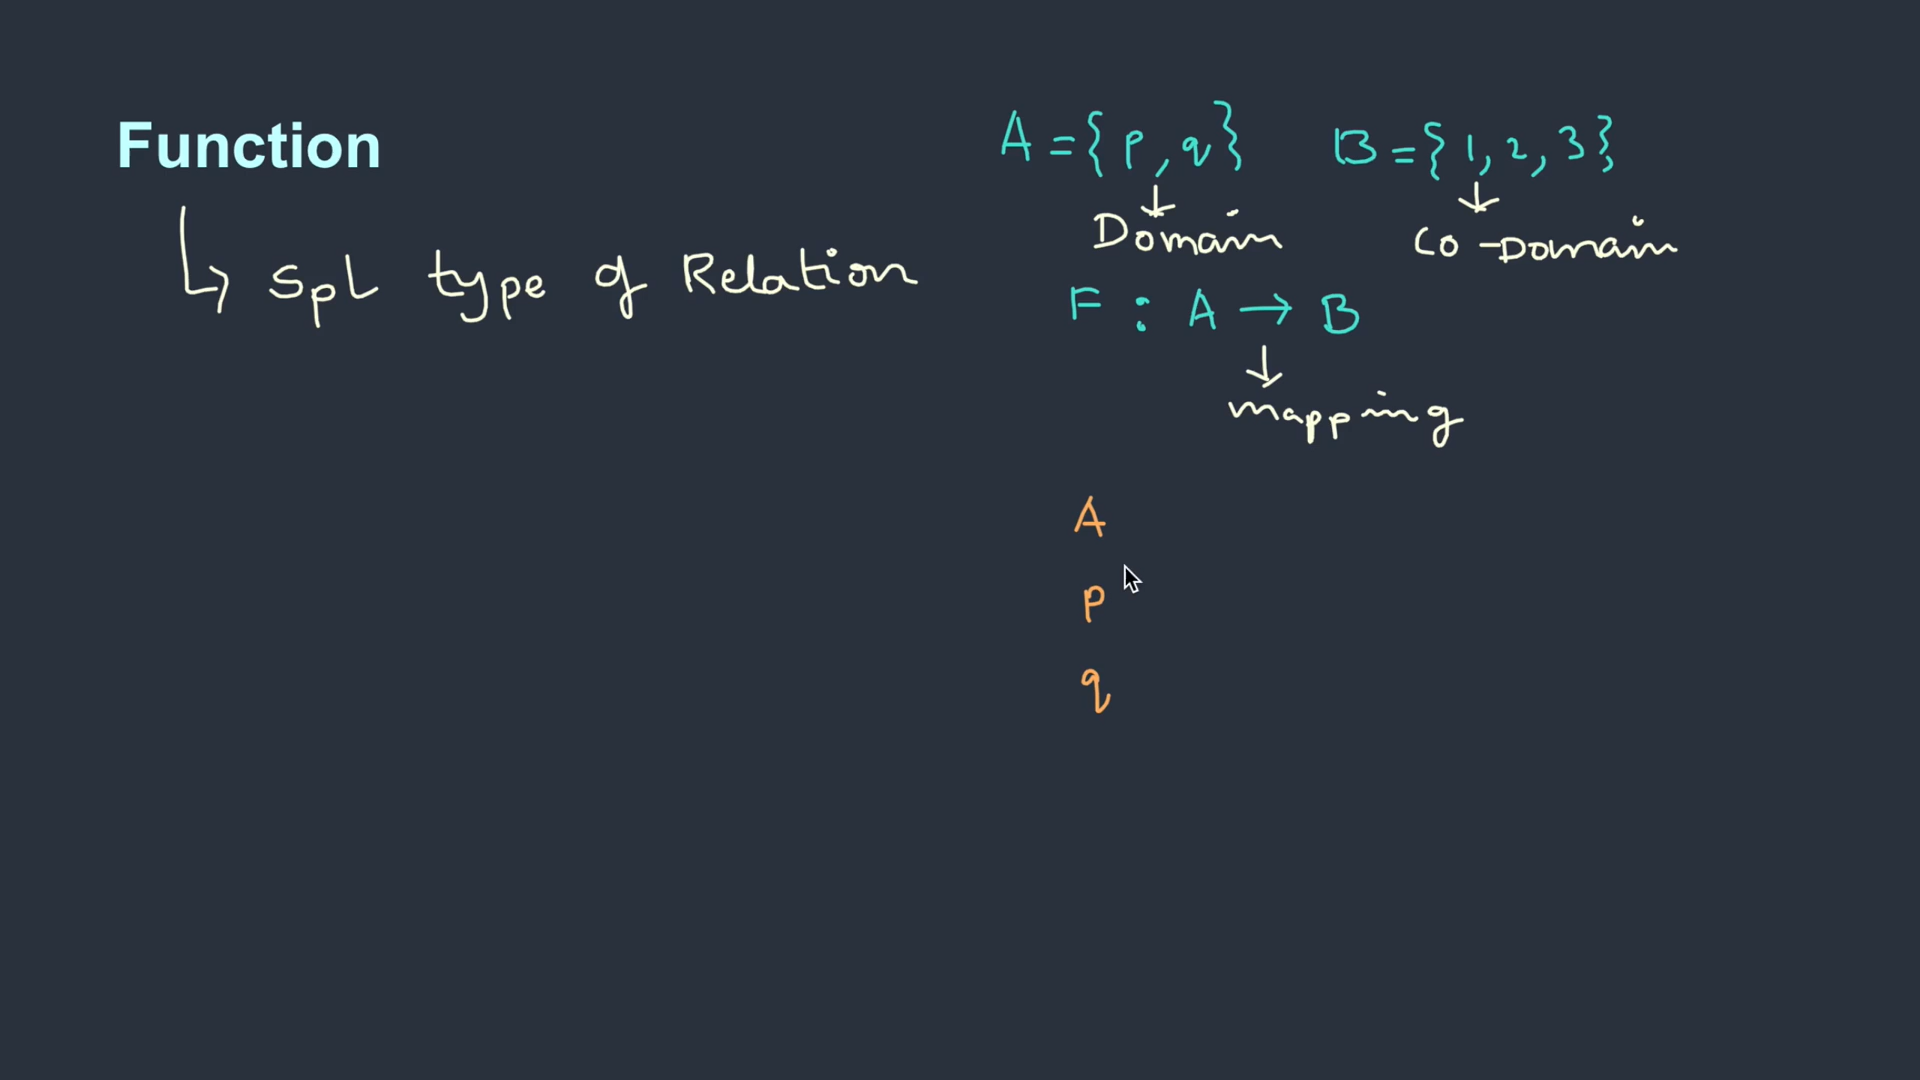 Function
Spl type of Relation
A = {p, q} B = {1, 2, 3}
↓ ↓
Domain Co-Domain
F : A → B
↓
mapping
A
P
q